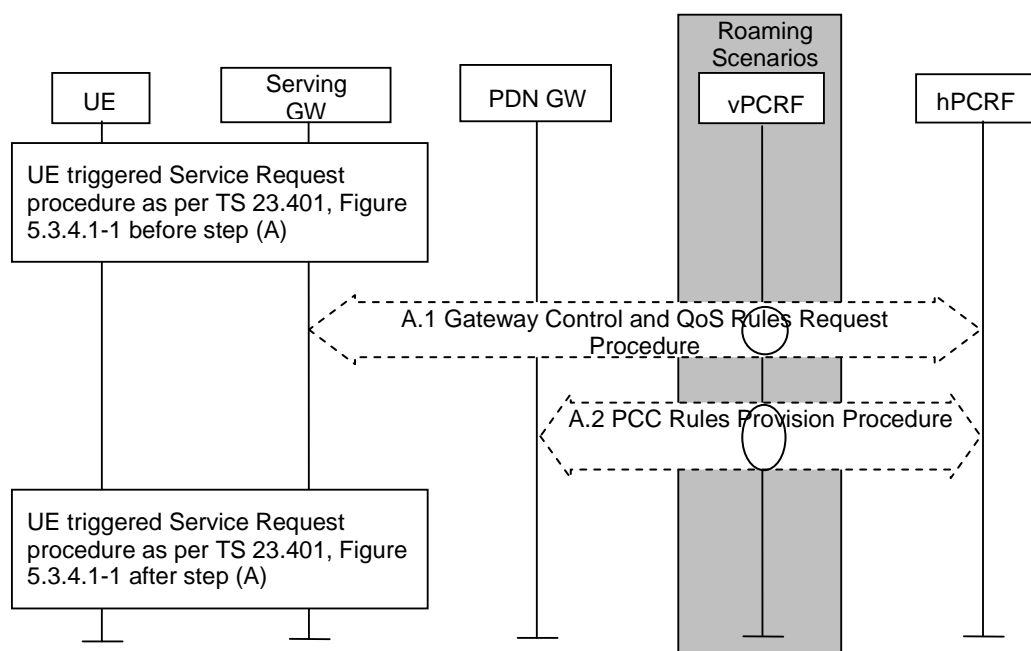 Roaming
Scenarios
UE
Serving
GW
PDN GW
vPCRF
hPCRF
UE triggered Service Request
procedure as per TS 23.401, Figure
5.3.4.1-1 before step (A)
A.1 Gateway Control and QoS Rules Request
Procedure
A.2 PCC Rules Provision Procedure
UE triggered Service Request
procedure as per TS 23.401, Figure
5.3.4.1-1 after step (A)